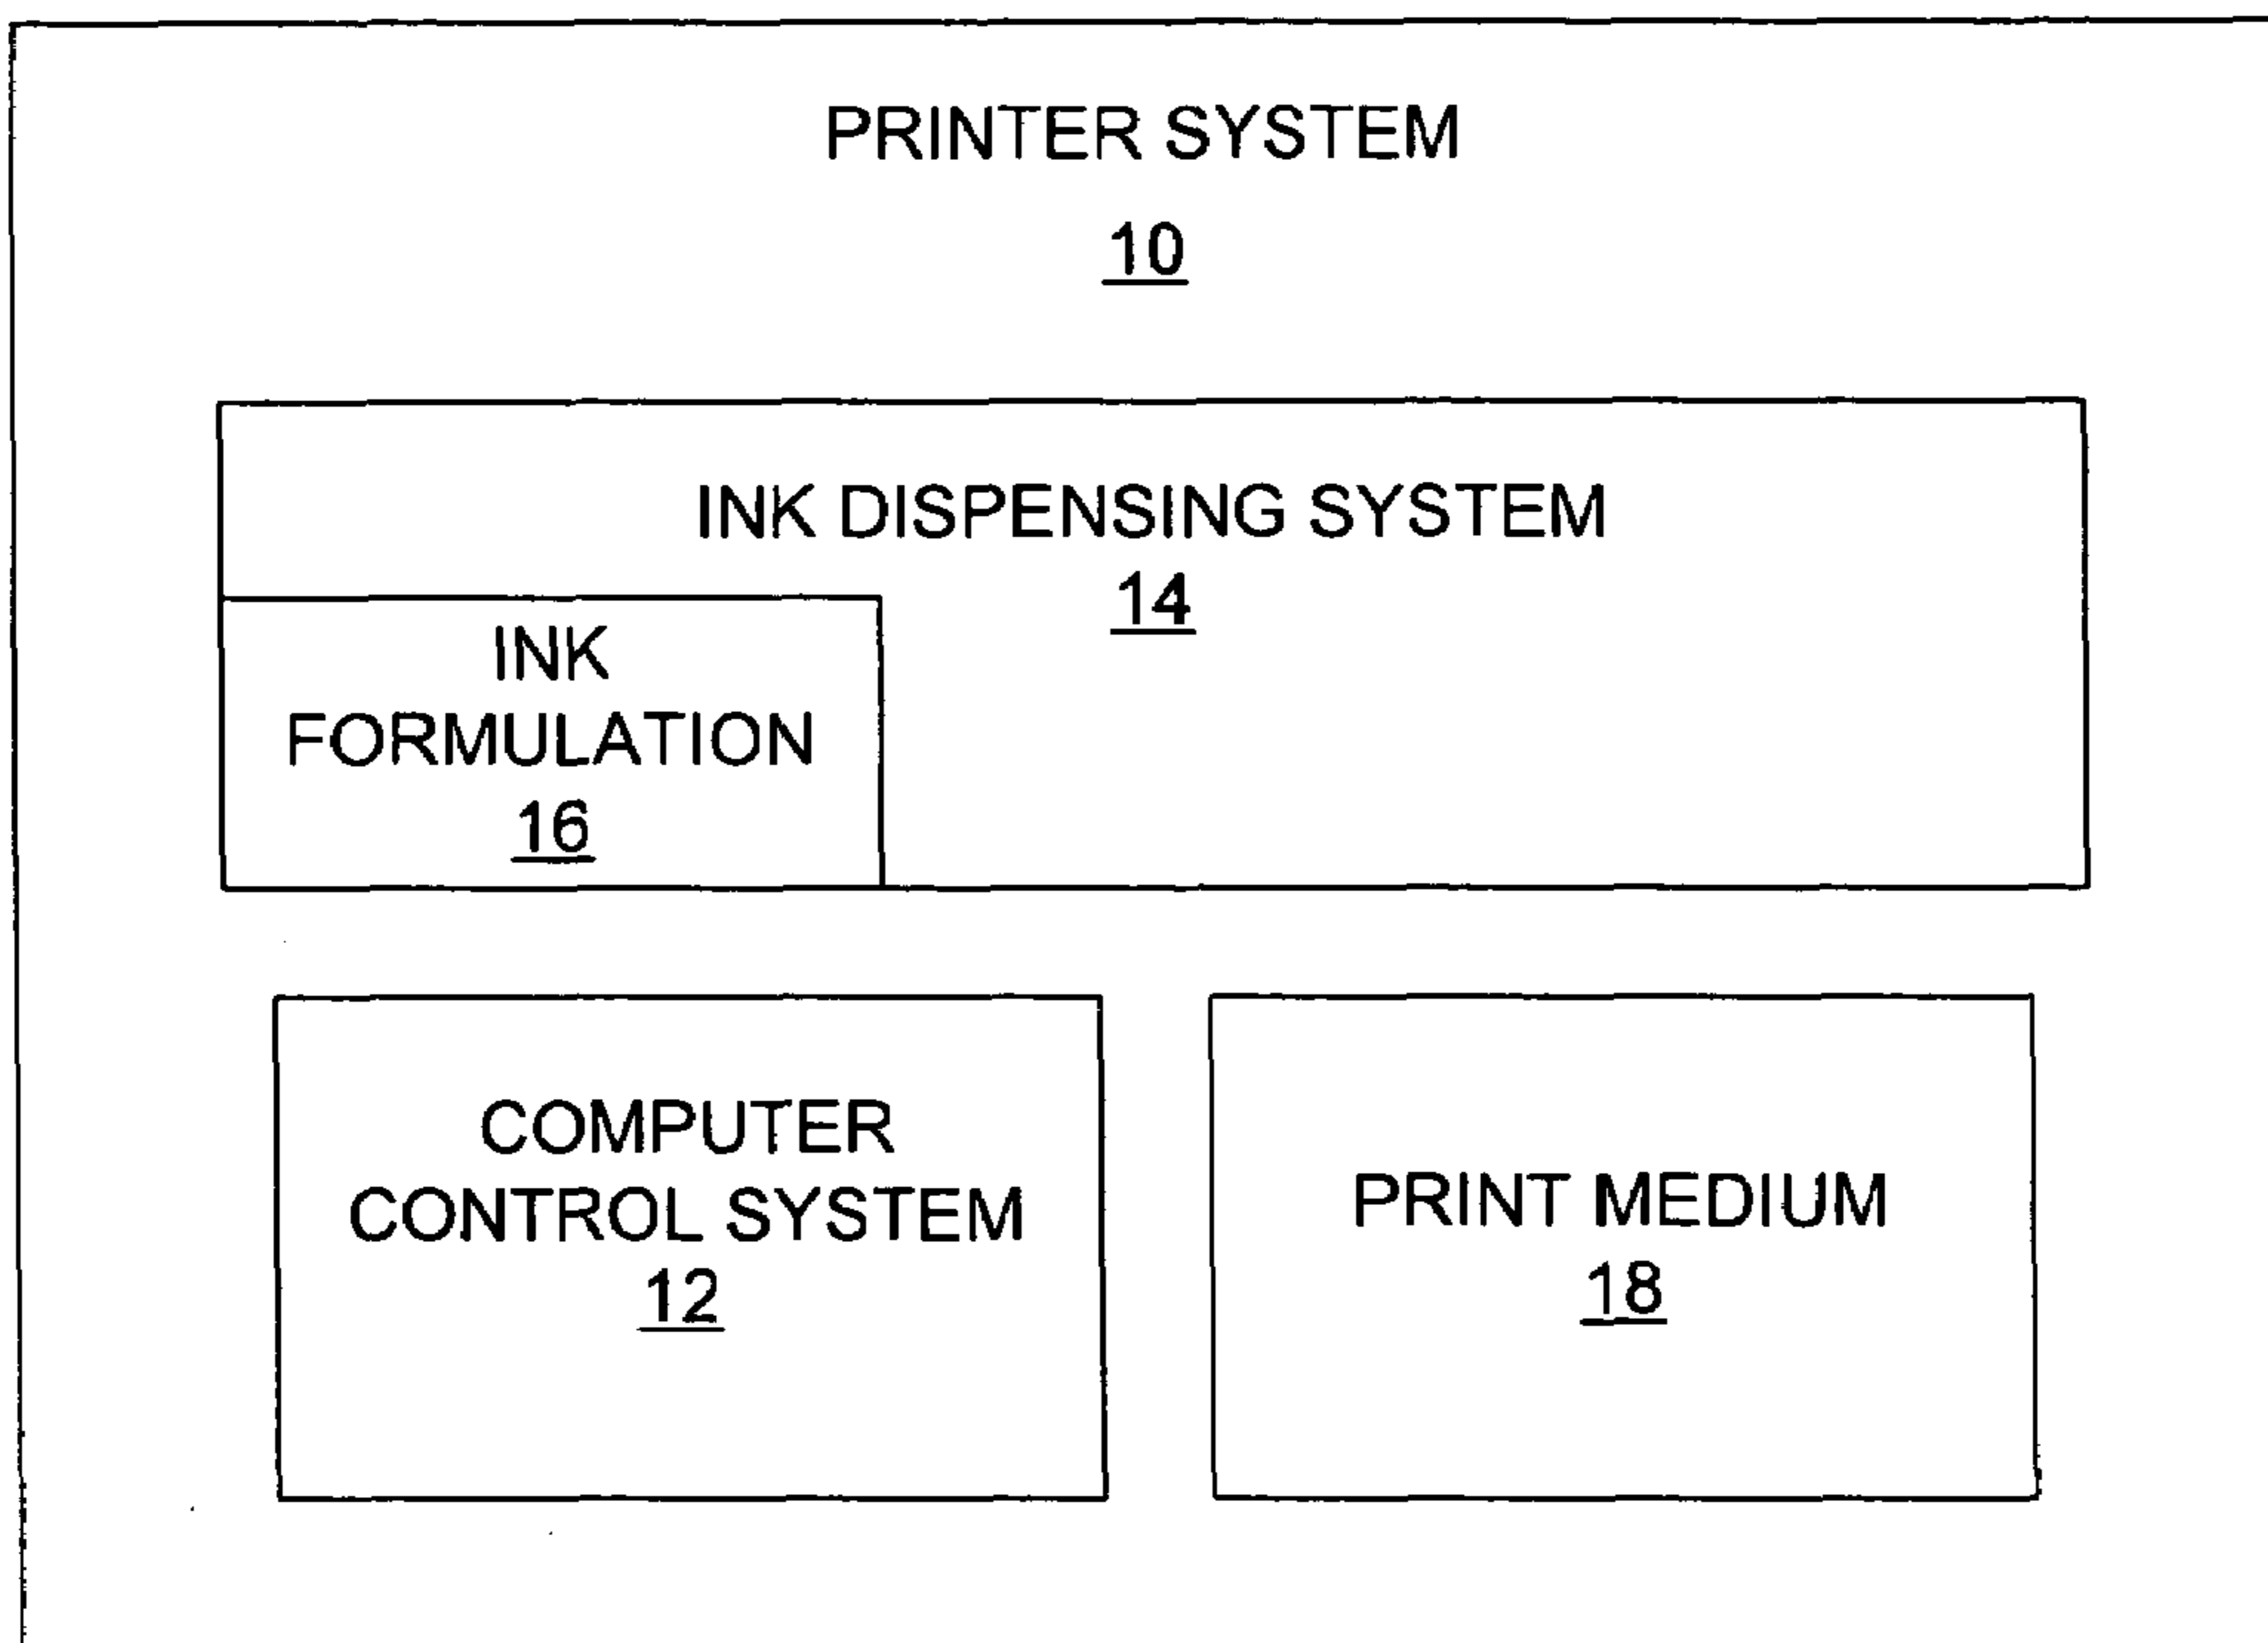 PRINTER SYSTEM
10
INK DISPENSING SYSTEM
14
INK
FORMULATION
16
COMPUTER
CONTROL SYSTEM
12
PRINT MEDIUM
18